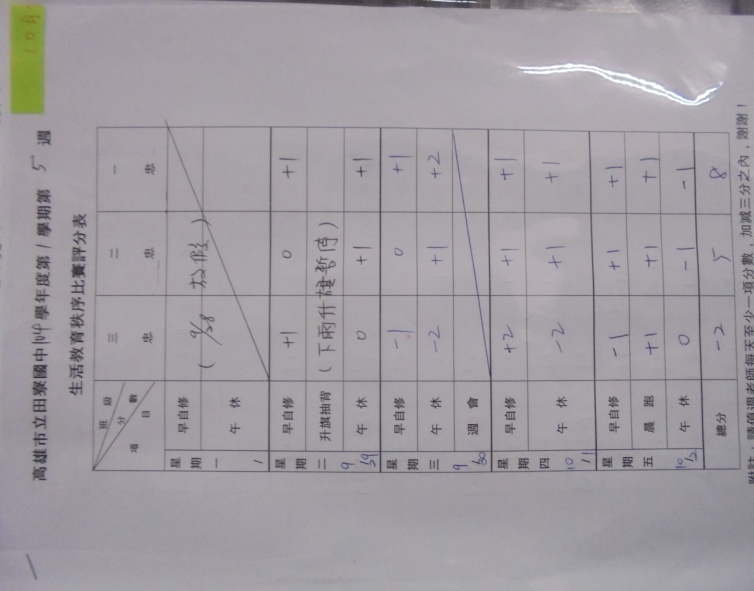 10月
高雄市立田寮國中104學年度第1學期第5週
生活教育秩序比賽評分表
班級 分數 項目 三忠 二忠 一忠
星期一 早自修 (9/28 放假)
午休
星期二 9/29 早自修 +1 0 +1
升旗抽背 (下雨升旗暫停)
午休 0 +1 +1
星期三 9/30 早自修 -1 0 +1
午休 -2 +1 +2
週會
星期四 10/1 早自修 +2 +1 +1
午休 -2 +1 +1
星期五 10/2 早自修 -1 +1 +1
晨跑 +1 +1 +1
午休 0 -1 -1
總分 -2 5 8
附註：請值週老師每天至少一項分數，加減三分之內，謝謝！